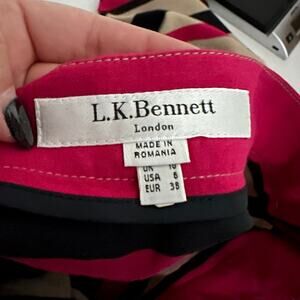 L.K.Bennett
London
MADE IN
ROMANIA
UK 10
USA 6
EUR 38